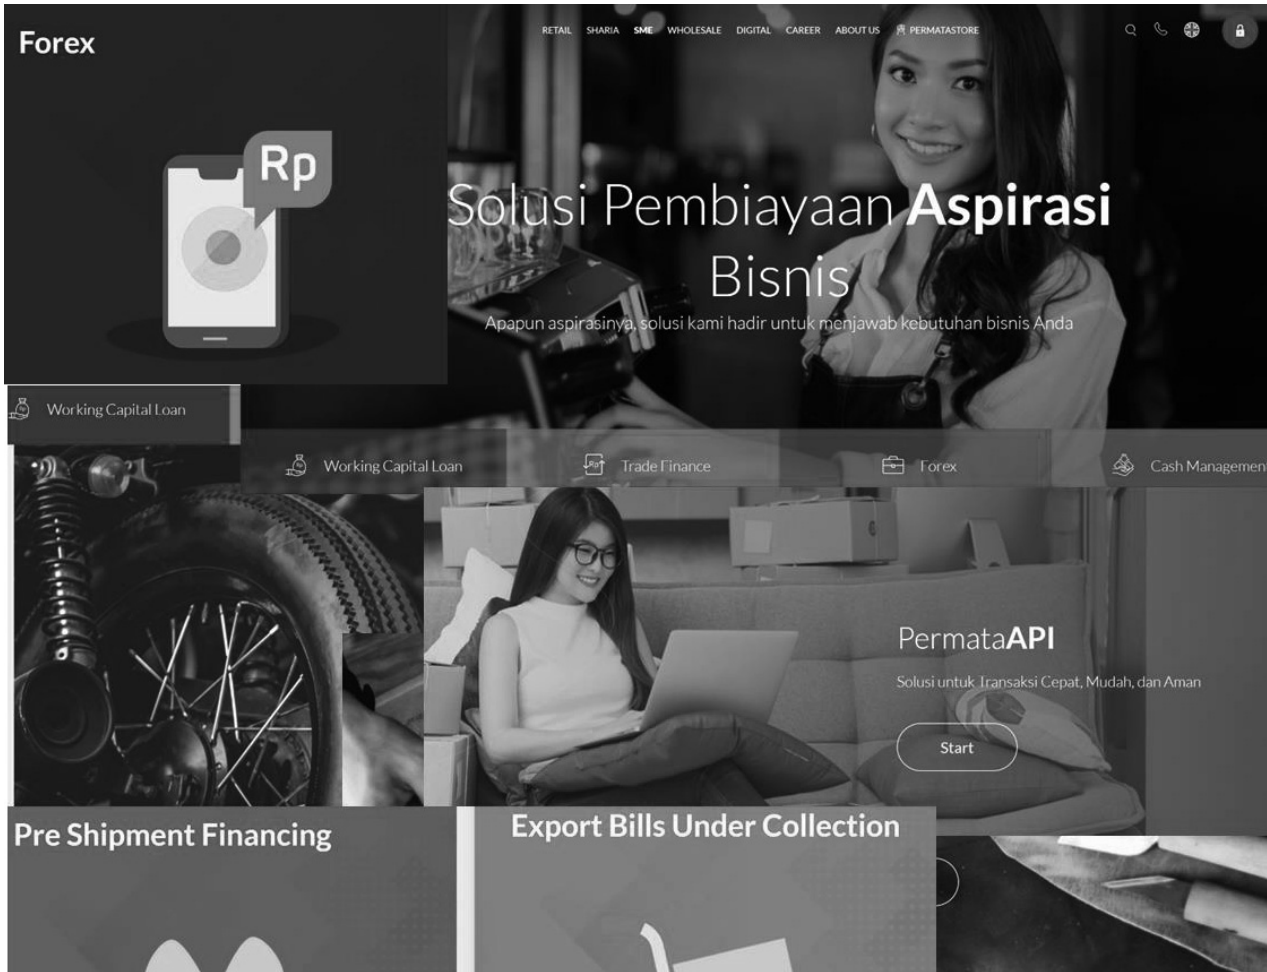 Forex
RETAIL SHARIA SME WHOLESALE DIGITAL CAREER ABOUT US PERMATASTORE
Rp
Solusi Pembiayaan Aspirasi
Bisnis
Apapun aspirasinya, solusi kami hadir untuk menjawab kebutuhan bisnis Anda
Working Capital Loan
Working Capital Loan
Rp Trade Finance
Forex
Cash Managemen
PermataAPI
Solusi untuk Transaksi Cepat, Mudah, dan Aman
Start
Pre Shipment Financing
Export Bills Under Collection